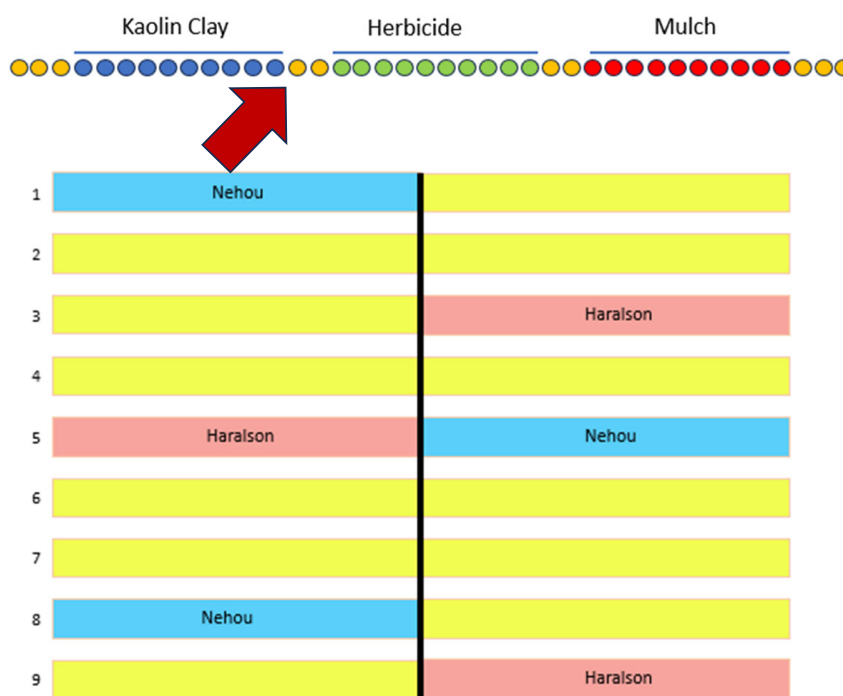 Kaolin Clay Herbicide Mulch
1 Nehou
2
3 Haralson
4
5 Haralson Nehou
6
7
8 Nehou
9 Haralson